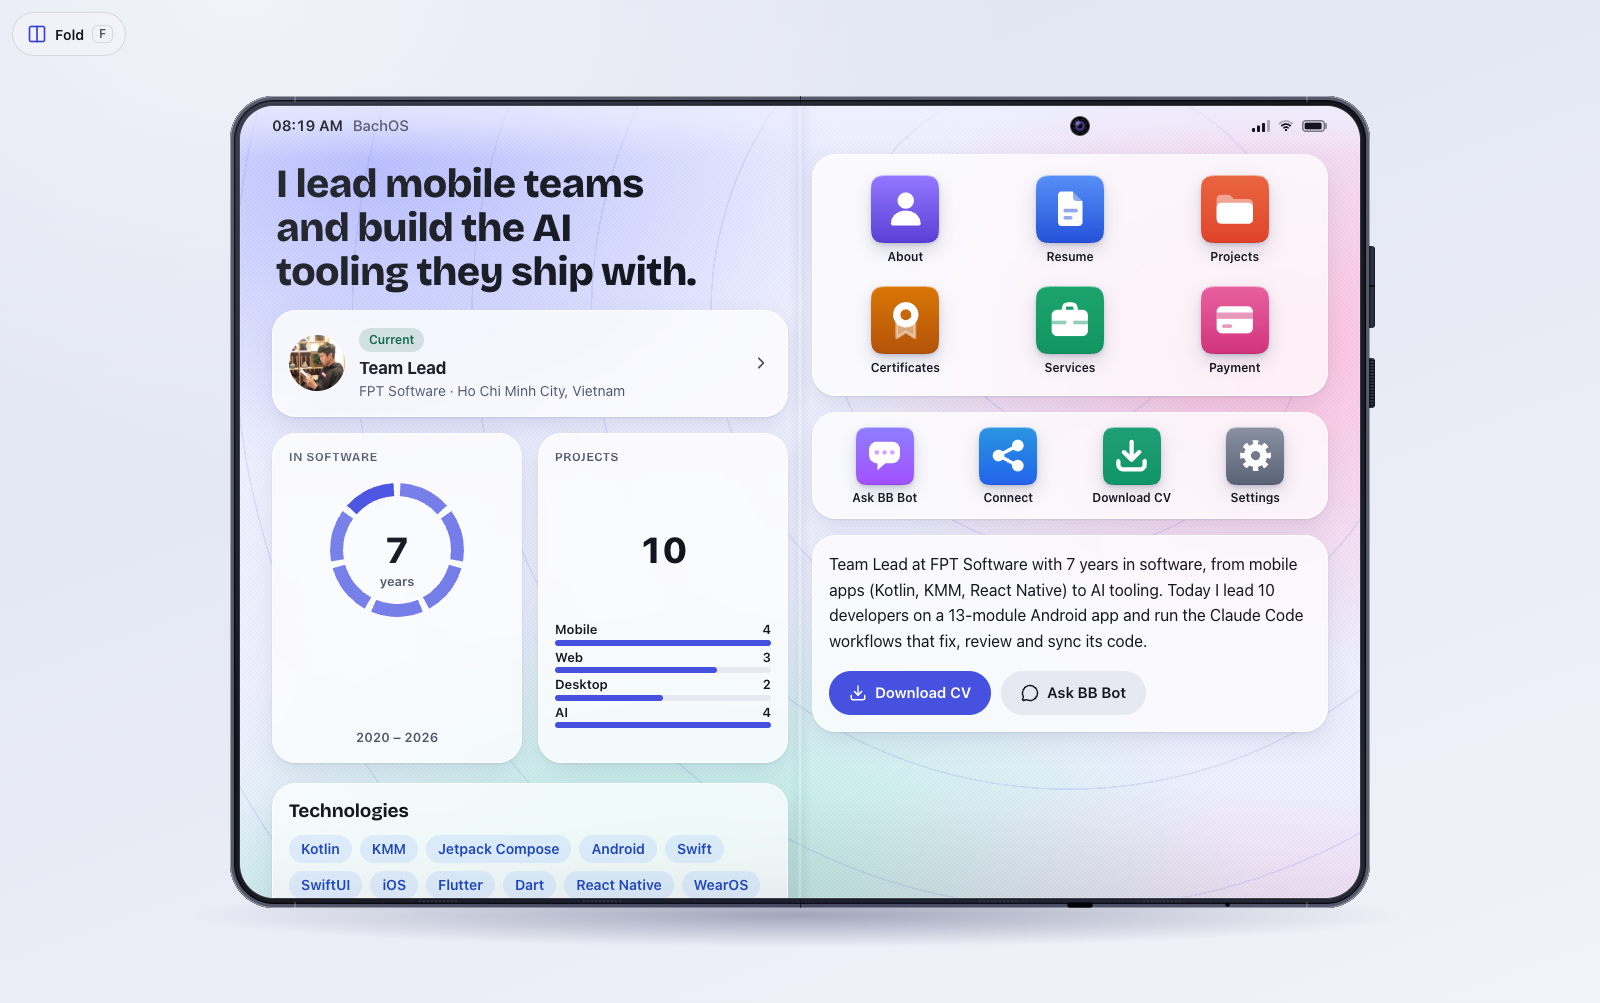 Fold F
08:19 AM BachOS
I lead mobile teams
and build the AI
tooling they ship with.
Current
Team Lead
FPT Software · Ho Chi Minh City, Vietnam
IN SOFTWARE
7
years
2020 – 2026
PROJECTS
10
Mobile 4
Web 3
Desktop 2
AI 4
Technologies
Kotlin KMM Jetpack Compose Android Swift
SwiftUI iOS Flutter Dart React Native WearOS
About Resume Projects
Certificates Services Payment
Ask BB Bot Connect Download CV Settings
Team Lead at FPT Software with 7 years in software, from mobile
apps (Kotlin, KMM, React Native) to AI tooling. Today I lead 10
developers on a 13-module Android app and run the Claude Code
workflows that fix, review and sync its code.
Download CV Ask BB Bot